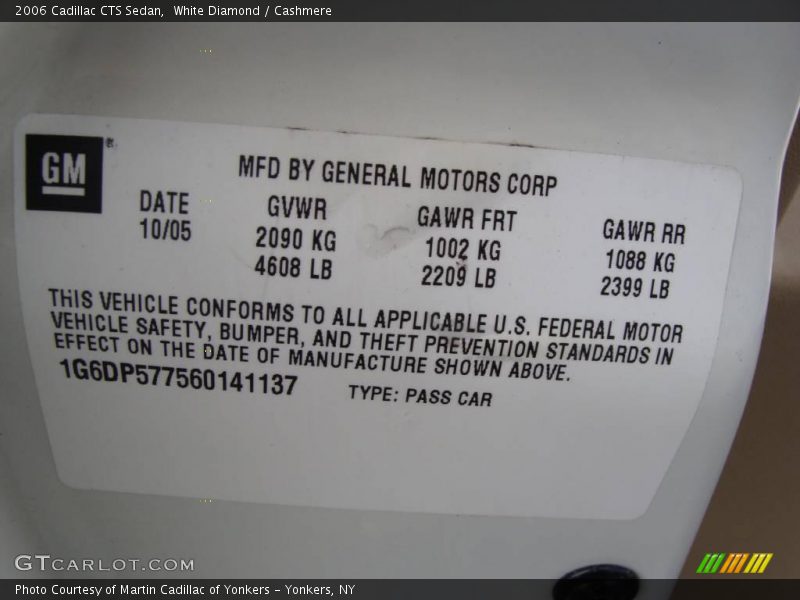 2006 Cadillac CTS Sedan, White Diamond / Cashmere
GM®
MFD BY GENERAL MOTORS CORP
DATE GVWR GAWR FRT GAWR RR
10/05 2090 KG 1002 KG 1088 KG
4608 LB 2209 LB 2399 LB
THIS VEHICLE CONFORMS TO ALL APPLICABLE U.S. FEDERAL MOTOR
VEHICLE SAFETY, BUMPER, AND THEFT PREVENTION STANDARDS IN
EFFECT ON THE DATE OF MANUFACTURE SHOWN ABOVE.
1G6DP577560141137 TYPE: PASS CAR
GTCARLOT.COM
Photo Courtesy of Martin Cadillac of Yonkers – Yonkers, NY